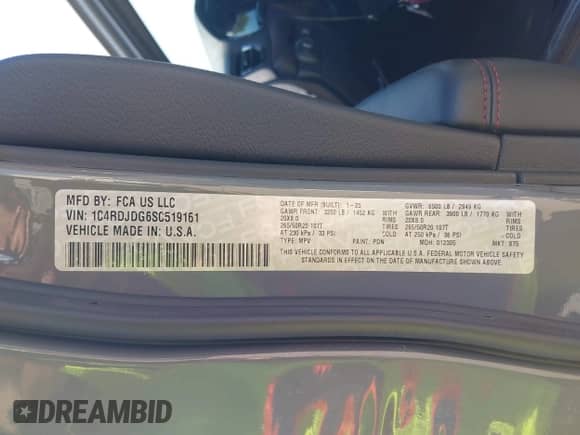 MFD BY: FCA US LLC
VIN: 1C4RDJDG6SC519161
VEHICLE MADE IN: U.S.A.
DATE OF MFR (BUILT): 1-25
GVWR: 6500 LB / 2949 KG
GAWR FRONT: 3200 LB / 1452 KG
WITH
GAWR REAR: 3900 LB / 1770 KG
WITH
20X8.0
RIMS
20X8.0
RIMS
265/50R20 107T
TIRES
265/50R20 107T
TIRES
AT 230 kPa / 33 PSI
COLD
AT 250 kPa / 36 PSI
COLD
TYPE: MPV
PAINT: PDN
MDH: 012305
MKT: 875
THIS VEHICLE CONFORMS TO ALL APPLICABLE U.S.A. FEDERAL MOTOR VEHICLE SAFETY
STANDARDS IN EFFECT ON THE DATE OF MANUFACTURE SHOWN ABOVE.
DREAMBID